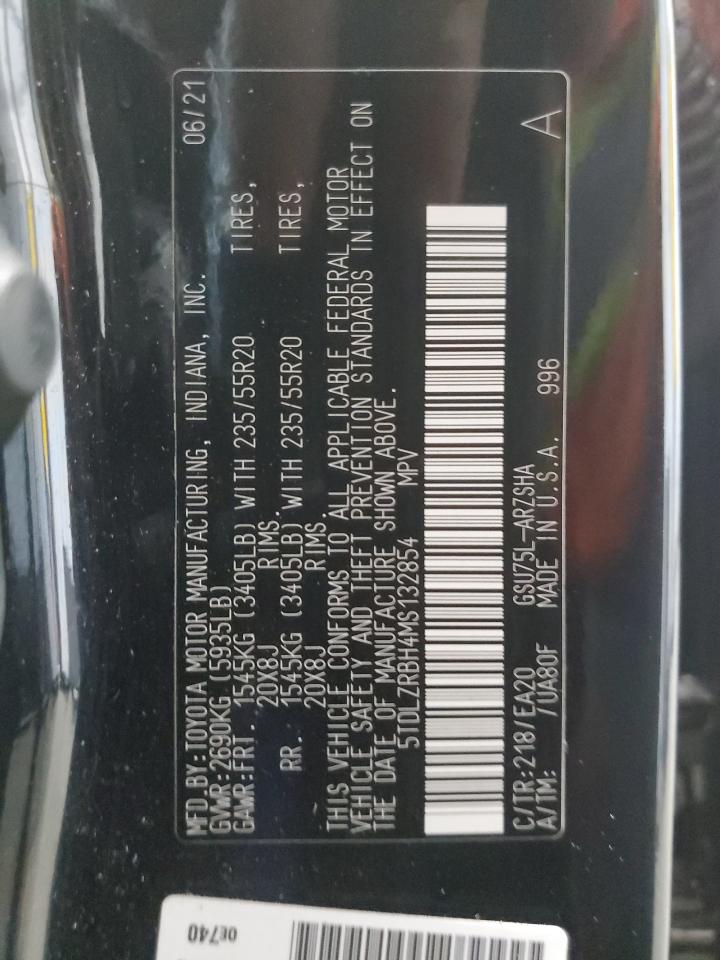 MFD.BY:TOYOTA MOTOR MANUFACTURING, INDIANA, INC. 06/21
GVWR:2690KG (5935LB)
GAWR:FRT. 1545KG (3405LB) WITH 235/55R20 TIRES,
20X8J RIMS.
RR. 1545KG (3405LB) WITH 235/55R20 TIRES,
20X8J RIMS
THIS VEHICLE CONFORMS TO ALL APPLICABLE FEDERAL MOTOR
VEHICLE SAFETY AND THEFT PREVENTION STANDARDS IN EFFECT ON
THE DATE OF MANUFACTURE SHOWN ABOVE.
5TDLZRBH4MS132854 MPV
C/TR:218/EA20 GSU75L-ARZSHA
A/TM: /UA80F MADE IN U.S.A. 996 A
0E740